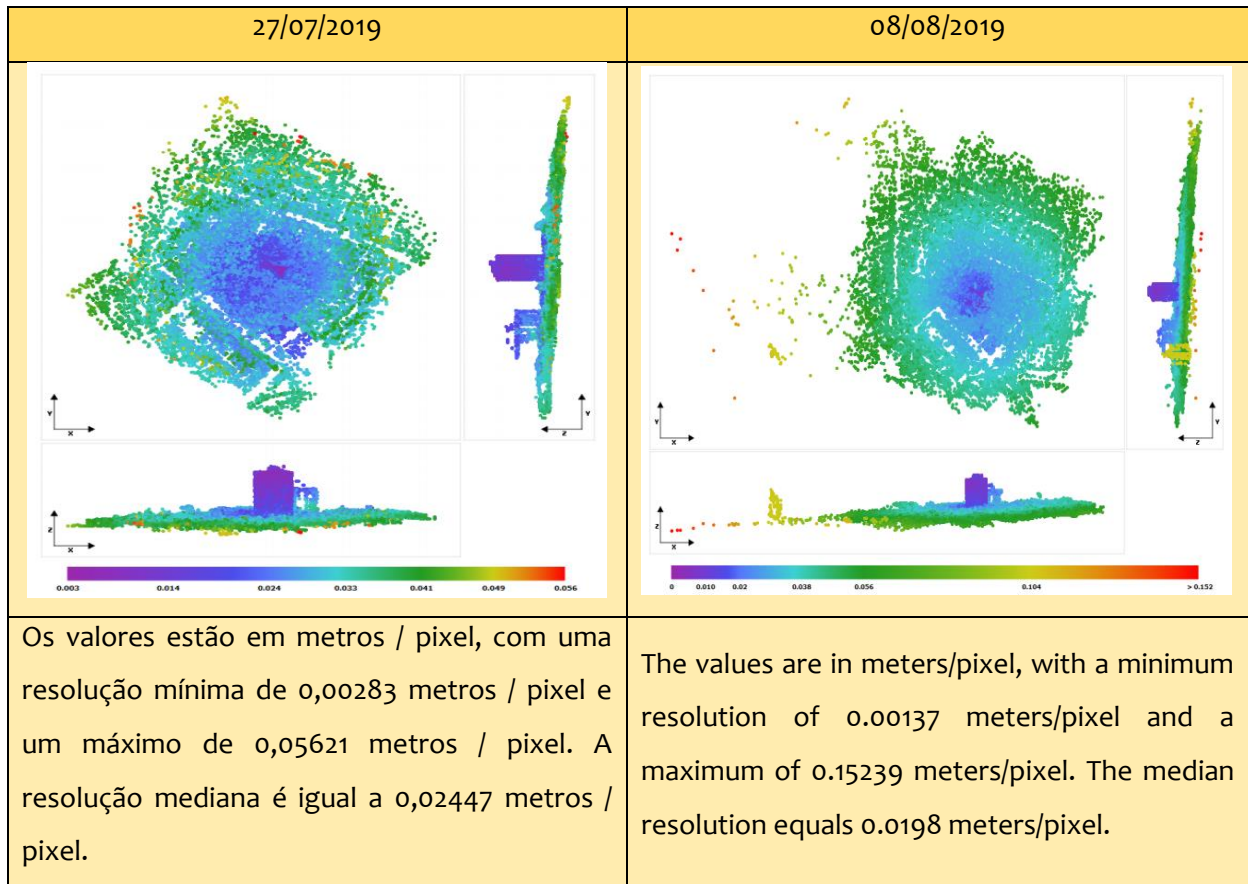 27/07/2019
08/08/2019
Y
X
Y
Z
Z
X
0.003 0.014 0.024 0.033 0.041 0.049 0.056
Y
X
Y
Z
Z
X
0 0.010 0.02 0.038 0.056 0.104 > 0.152
Os valores estão em metros / pixel, com uma
resolução mínima de 0,00283 metros / pixel e
um máximo de 0,05621 metros / pixel. A
resolução mediana é igual a 0,02447 metros /
pixel.
The values are in meters/pixel, with a minimum
resolution of 0.00137 meters/pixel and a
maximum of 0.15239 meters/pixel. The median
resolution equals 0.0198 meters/pixel.